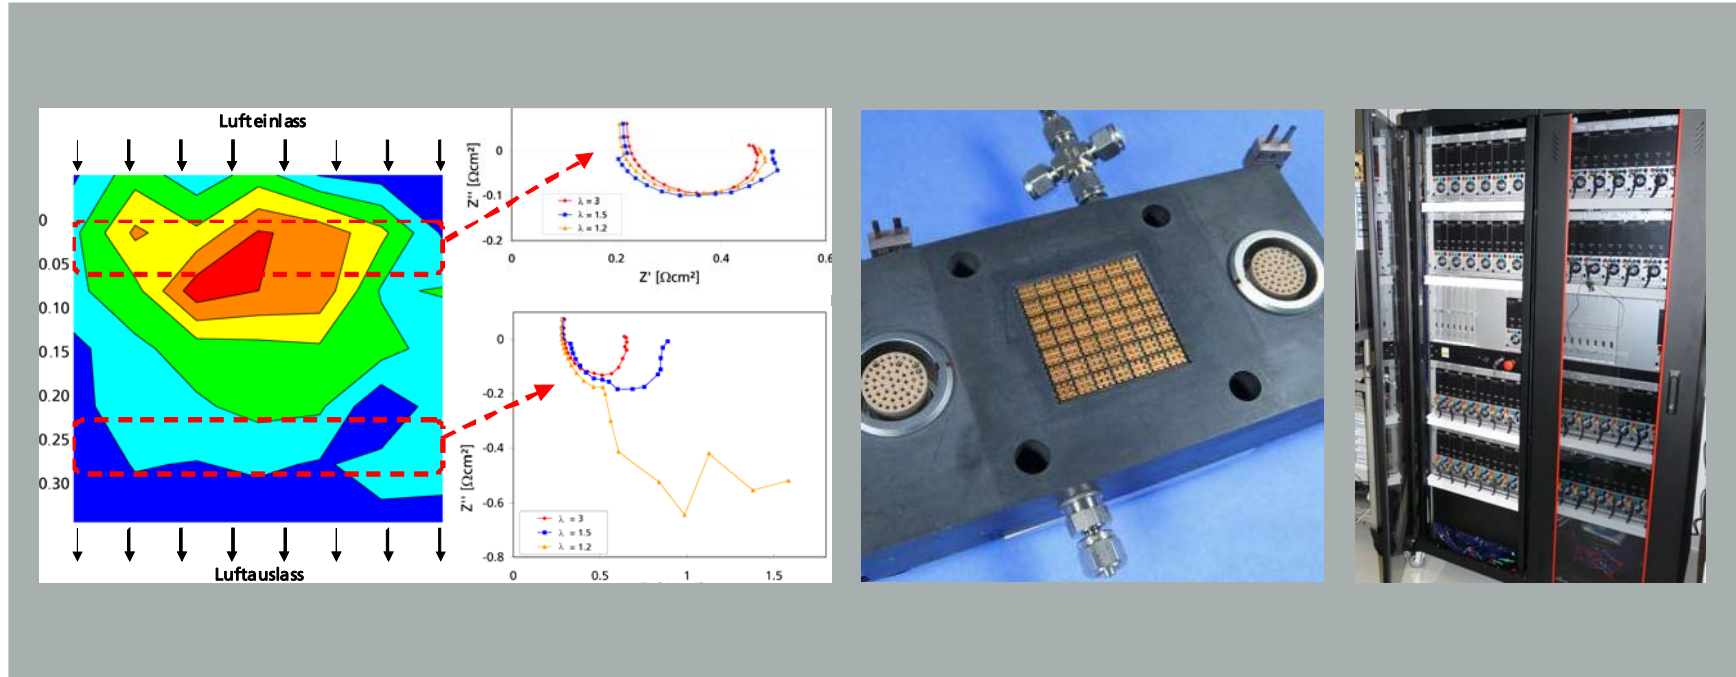 Lufteinlass
0
0.05
0.10
0.15
0.20
0.25
0.30
Luftauslass
Z'' [Ωcm²]
0
-0.1
-0.2
λ = 3
λ = 1.5
λ = 1.2
0
0.2
0.4
0.6
Z' [Ωcm²]
Z'' [Ωcm²]
0
-0.2
-0.4
-0.6
-0.8
λ = 3
λ = 1.5
λ = 1.2
0
0.5
1
1.5